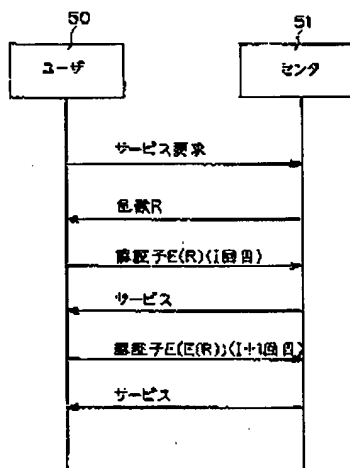 50
51
ユーザ
センタ
サービス要求
乱数R
認証子E(R)(I回目)
サービス
認証子E(E(R))(I+1回目)
サービス